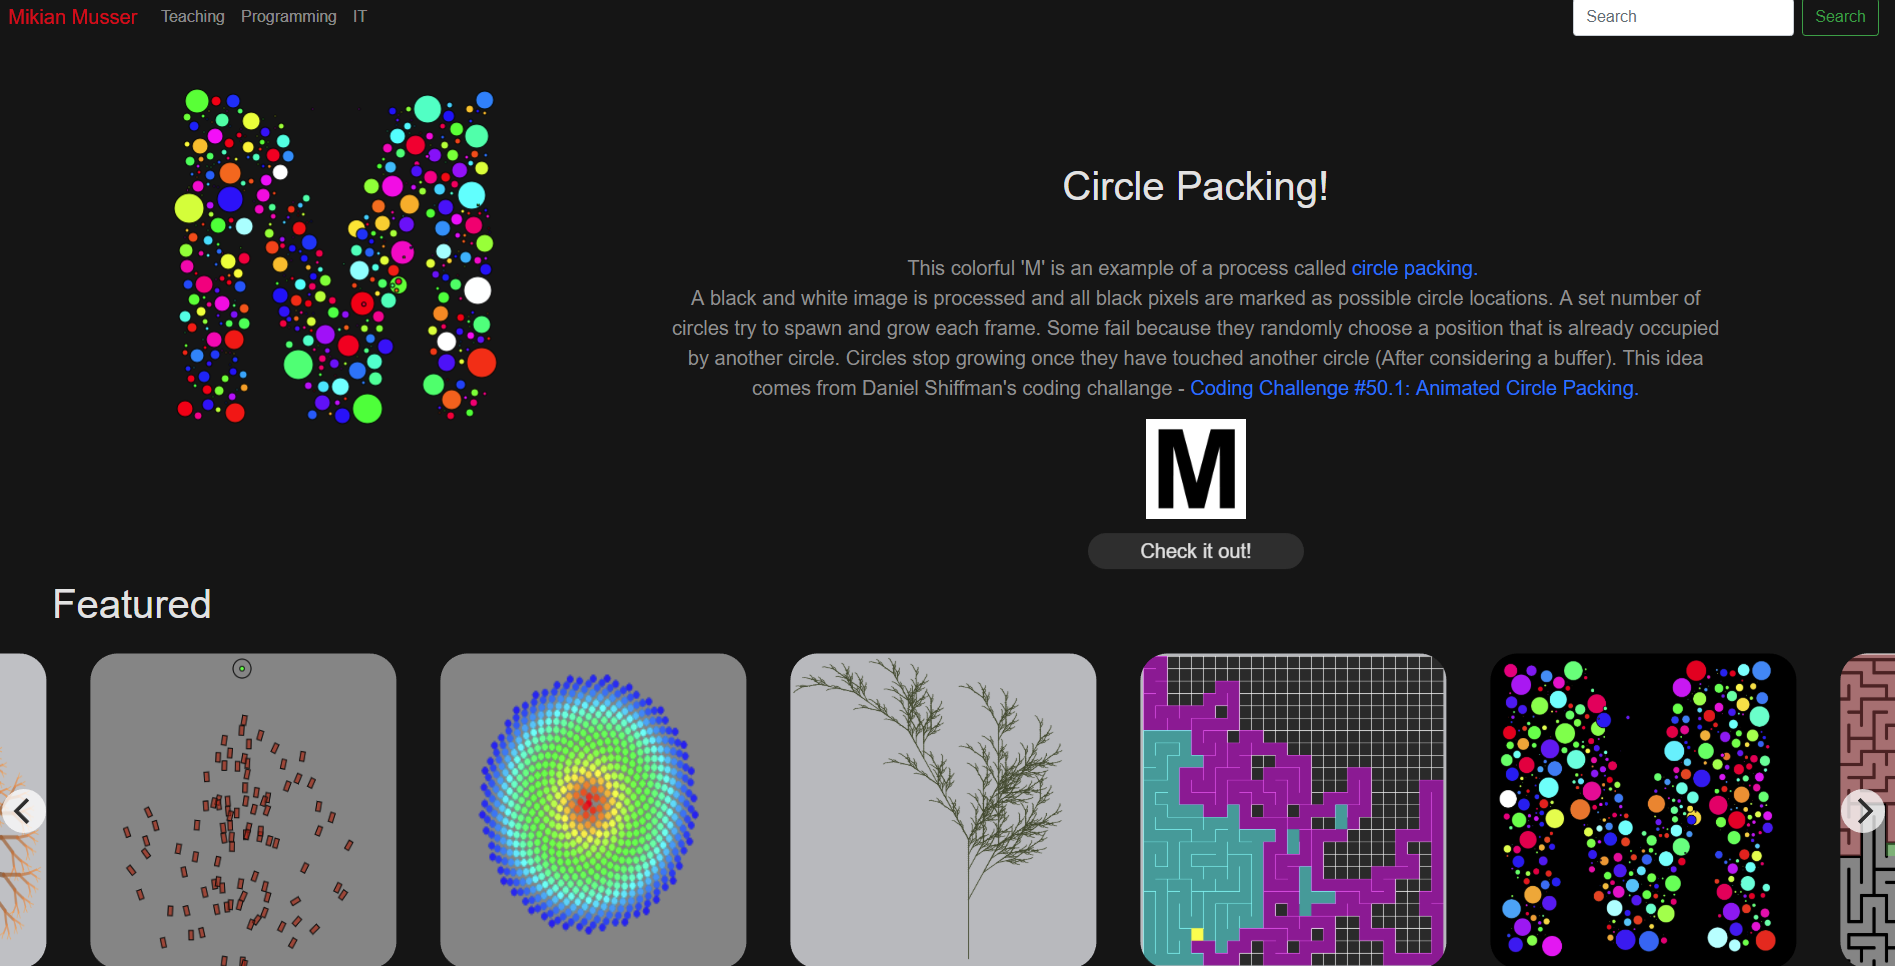 Mikian Musser Teaching Programming IT Search Search
Circle Packing!
This colorful 'M' is an example of a process called circle packing.
A black and white image is processed and all black pixels are marked as possible circle locations. A set number of
circles try to spawn and grow each frame. Some fail because they randomly choose a position that is already occupied
by another circle. Circles stop growing once they have touched another circle (After considering a buffer). This idea
comes from Daniel Shiffman's coding challange - Coding Challenge #50.1: Animated Circle Packing.
M
Check it out!
Featured